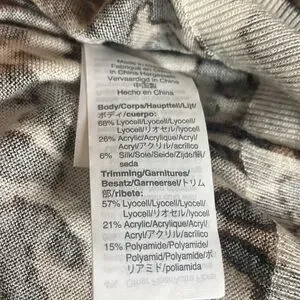 Made in China
Fabriqué en Chine
in China Hergestellt
Vervaardigd in China
中国製
Hecho en China
Body/Corps/Hauptteil/Lijf/
ボディ/cuerpo:
68% Lyocell/Lyocell/Lyocell/
Lyocell/リオセル/lyocell
26% Acrylic/Acrylique/Acryl/
Acryl/アクリル/acrílico
6% Silk/Soie/Seide/Zijde/絹/
seda
Trimming/Garnitures/
Besatz/Garneersel/トリム
部/ribete:
57% Lyocell/Lyocell/Lyocell/
Lyocell/リオセル/lyocell
21% Acrylic/Acrylique/Acryl/
Acryl/アクリル/acrílico
15% Polyamide/Polyamide/
Polyamid/Polyamide/ポ
リアミド/poliamida